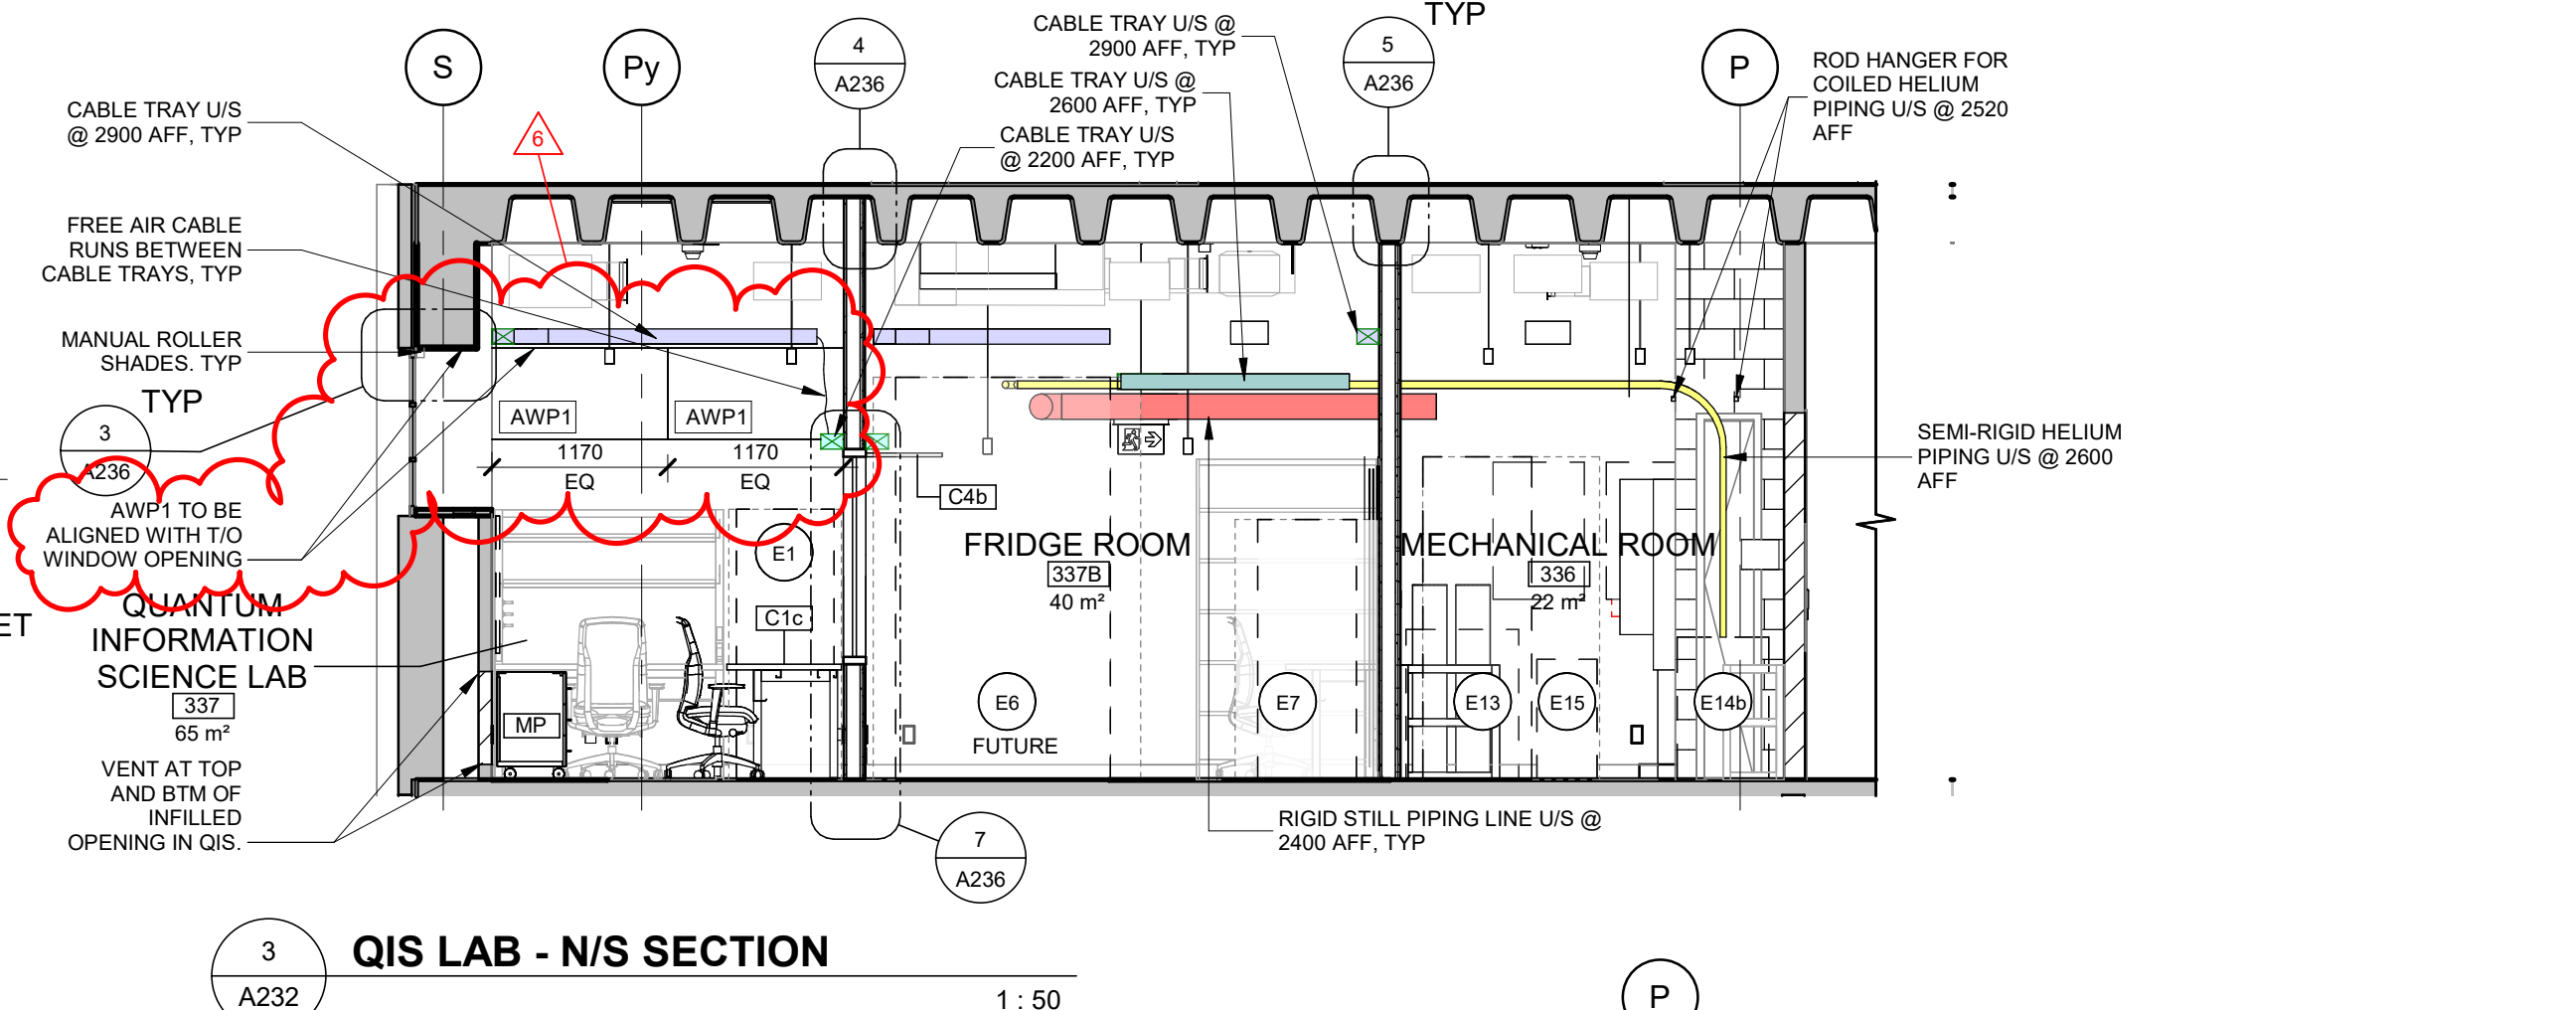 TYP
S
Py
4
A236
CABLE TRAY U/S @
2900 AFF, TYP
CABLE TRAY U/S @
2600 AFF, TYP
CABLE TRAY U/S
@ 2200 AFF, TYP
5
A236
P
ROD HANGER FOR
COILED HELIUM
PIPING U/S @ 2520
AFF
CABLE TRAY U/S
@ 2900 AFF, TYP
6
FREE AIR CABLE
RUNS BETWEEN
CABLE TRAYS, TYP
MANUAL ROLLER
SHADES. TYP
TYP
3
A236
AWP1
AWP1
1170
EQ
1170
EQ
AWP1 TO BE
ALIGNED WITH T/O
WINDOW OPENING
C4b
SEMI-RIGID HELIUM
PIPING U/S @ 2600
AFF
E1
FRIDGE ROOM
337B
40 m²
MECHANICAL ROOM
336
22 m²
ET
QUANTUM
INFORMATION
SCIENCE LAB
337
65 m²
C1c
MP
E6
FUTURE
E7
E13
E15
E14b
VENT AT TOP
AND BTM OF
INFILLED
OPENING IN QIS.
RIGID STILL PIPING LINE U/S @
2400 AFF, TYP
7
A236
3
A232
QIS LAB - N/S SECTION
1 : 50
P